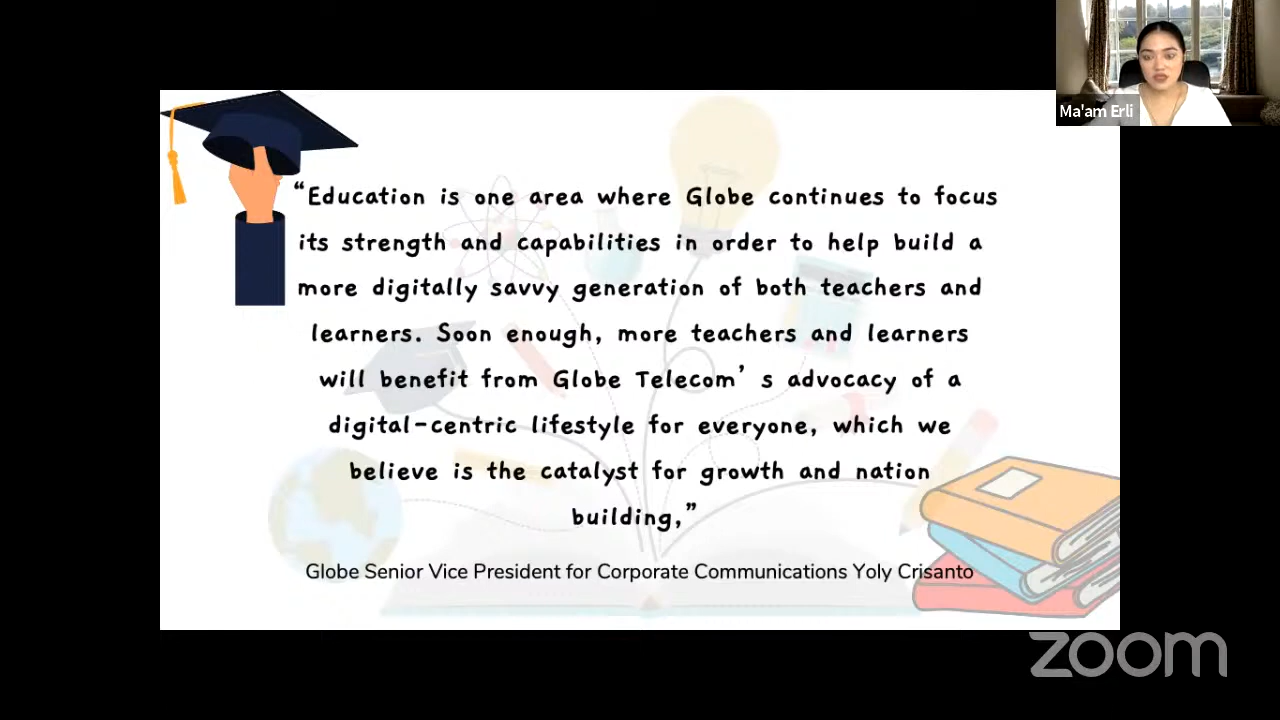 Ma'am Erli
“Education is one area where Globe continues to focus
its strength and capabilities in order to help build a
more digitally savvy generation of both teachers and
learners. Soon enough, more teachers and learners
will benefit from Globe Telecom’ s advocacy of a
digital-centric lifestyle for everyone, which we
believe is the catalyst for growth and nation
building,”
Globe Senior Vice President for Corporate Communications Yoly Crisanto
zoom